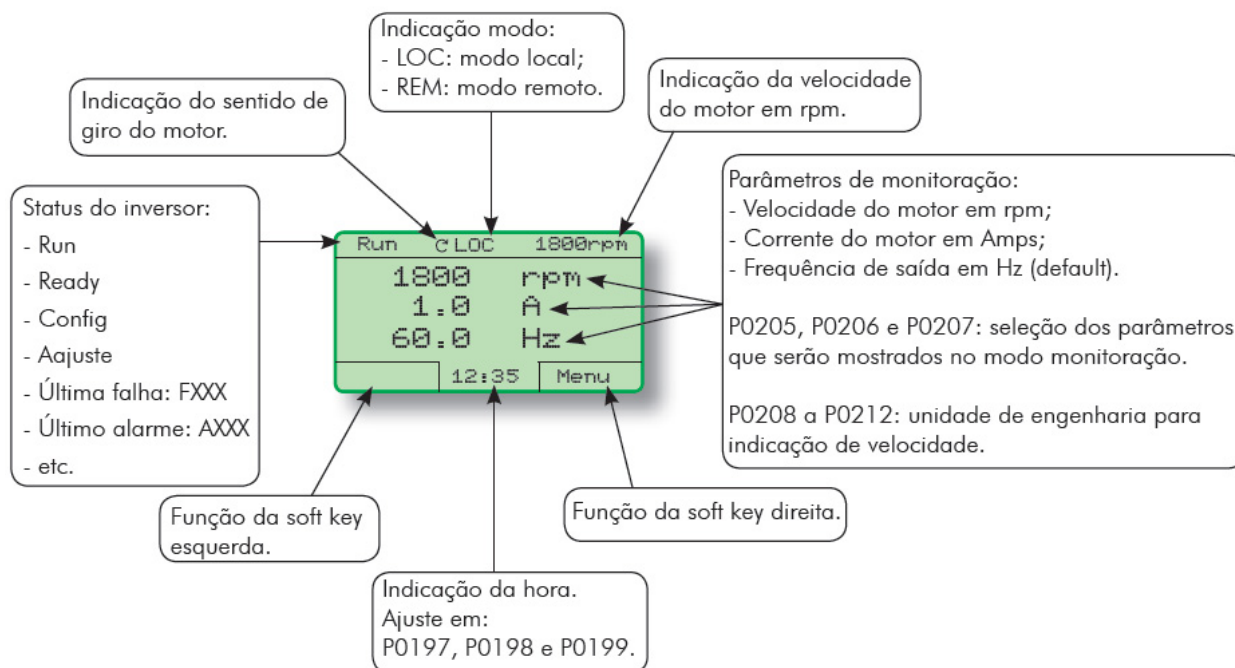 Indicação modo:
- LOC: modo local;
- REM: modo remoto.
Indicação do sentido de
giro do motor.
Indicação da velocidade
do motor em rpm.
Status do inversor:
- Run
- Ready
- Config
- Aajuste
- Última falha: FXXX
- Último alarme: AXXX
- etc.
Run C LOC 1800rpm
1800 rpm
1.0 A
60.0 Hz
12:35 Menu
Parâmetros de monitoração:
- Velocidade do motor em rpm;
- Corrente do motor em Amps;
- Frequência de saída em Hz (default).
P0205, P0206 e P0207: seleção dos parâmetros
que serão mostrados no modo monitoração.
P0208 a P0212: unidade de engenharia para
indicação de velocidade.
Função da soft key
esquerda.
Função da soft key direita.
Indicação da hora.
Ajuste em:
P0197, P0198 e P0199.